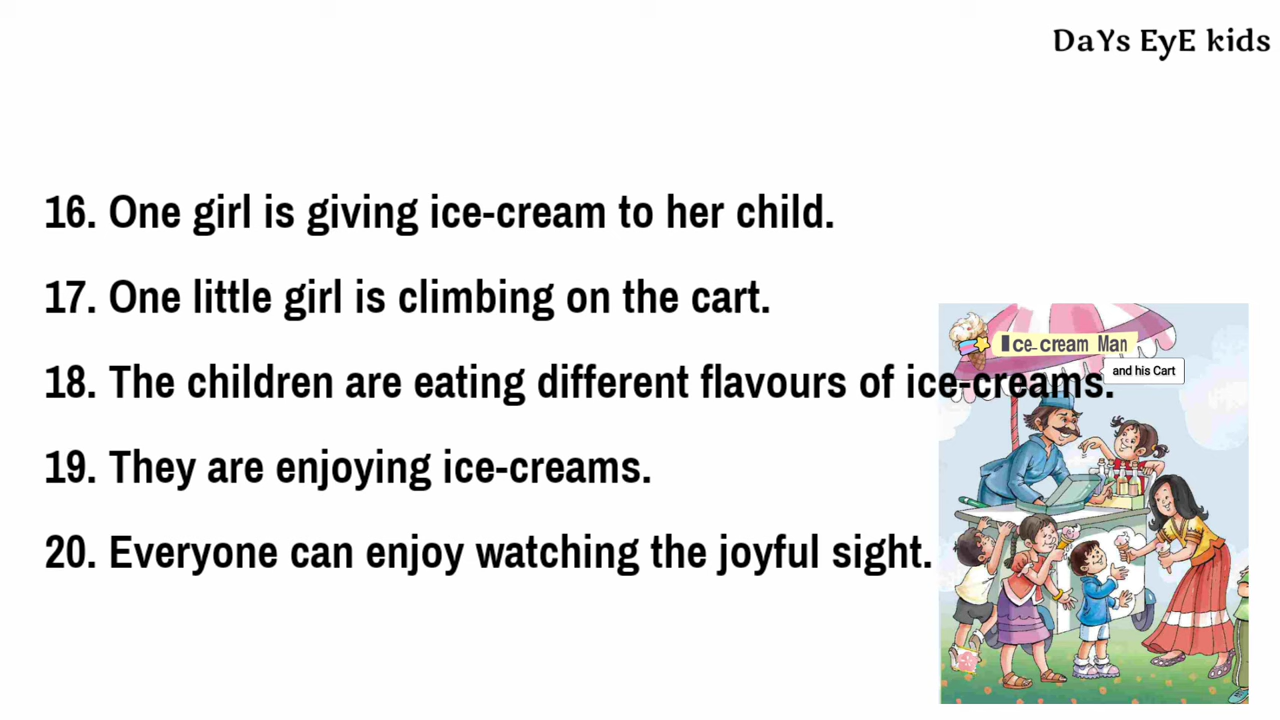 DaYs EyE kids
16. One girl is giving ice-cream to her child.
17. One little girl is climbing on the cart.
18. The children are eating different flavours of ice-creams.
19. They are enjoying ice-creams.
20. Everyone can enjoy watching the joyful sight.
Ice-cream Man
and his Cart